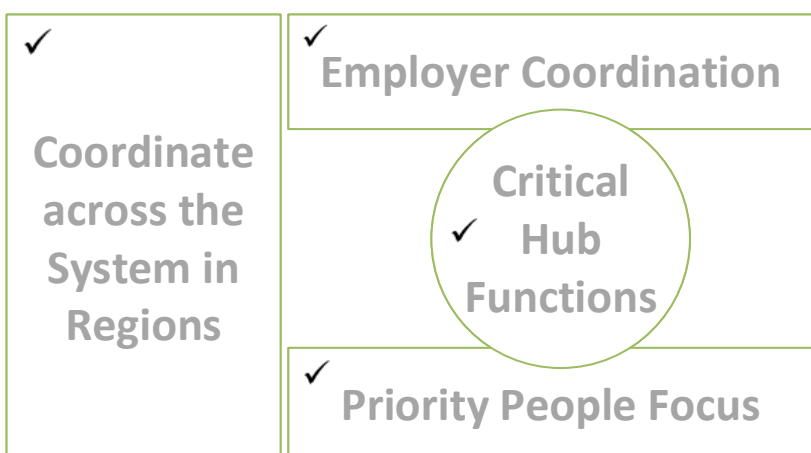 ✓
Coordinate
across the
System in
Regions
✓
Employer Coordination
Critical
✓ Hub
Functions
✓
Priority People Focus